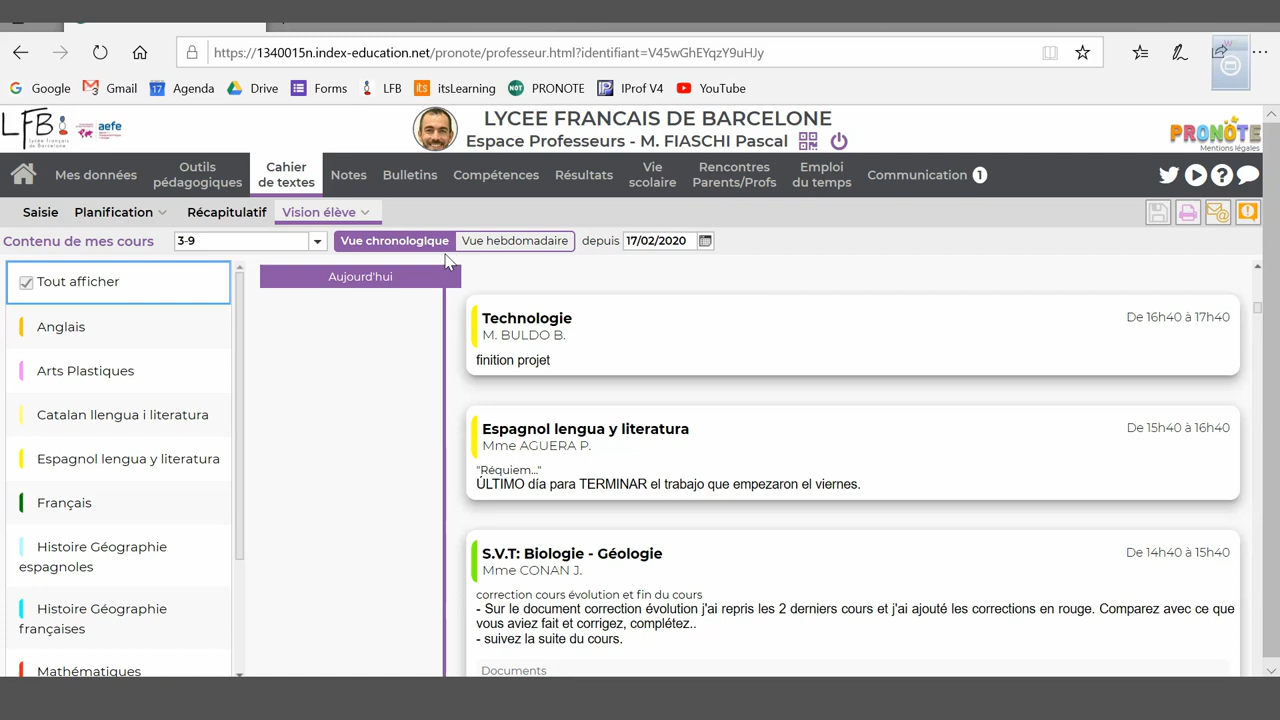 https://1340015n.index-education.net/pronote/professeur.html?identifiant=V45wGhEYqzY9uHJy
Google Gmail Agenda Drive Forms LFB itsLearning PRONOTE IProf V4 YouTube
LFB
aefe
LYCEE FRANCAIS DE BARCELONE
Espace Professeurs - M. FIASCHI Pascal
PRONOTE
Mentions légales
Mes données
Outils pédagogiques
Cahier de textes
Notes
Bulletins
Compétences
Résultats
Vie scolaire
Rencontres Parents/Profs
Emploi du temps
Communication 1
Saisie Planification Récapitulatif Vision élève
Contenu de mes cours 3-9 Vue chronologique Vue hebdomadaire depuis 17/02/2020
Tout afficher
Anglais
Arts Plastiques
Catalan llengua i literatura
Espagnol lengua y literatura
Français
Histoire Géographie
espagnoles
Histoire Géographie
françaises
Mathématiques
Aujourd'hui
Technologie De 16h40 à 17h40
M. BULDO B.
finition projet
Espagnol lengua y literatura De 15h40 à 16h40
Mme AGUERA P.
"Réquiem..."
ÚLTIMO día para TERMINAR el trabajo que empezaron el viernes.
S.V.T: Biologie - Géologie De 14h40 à 15h40
Mme CONAN J.
correction cours évolution et fin du cours
- Sur le document correction évolution j'ai repris les 2 derniers cours et j'ai ajouté les corrections en rouge. Comparez avec ce que
vous aviez fait et corrigez, complétez..
- suivez la suite du cours.
Documents